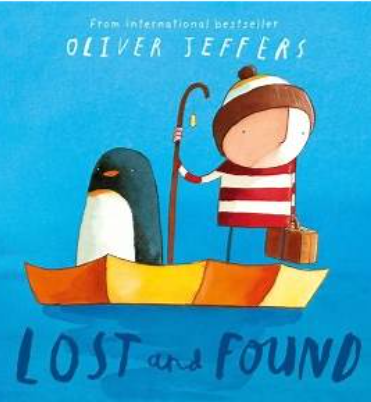 From international bestseller
OLIVER JEFFERS
LOST and FOUND